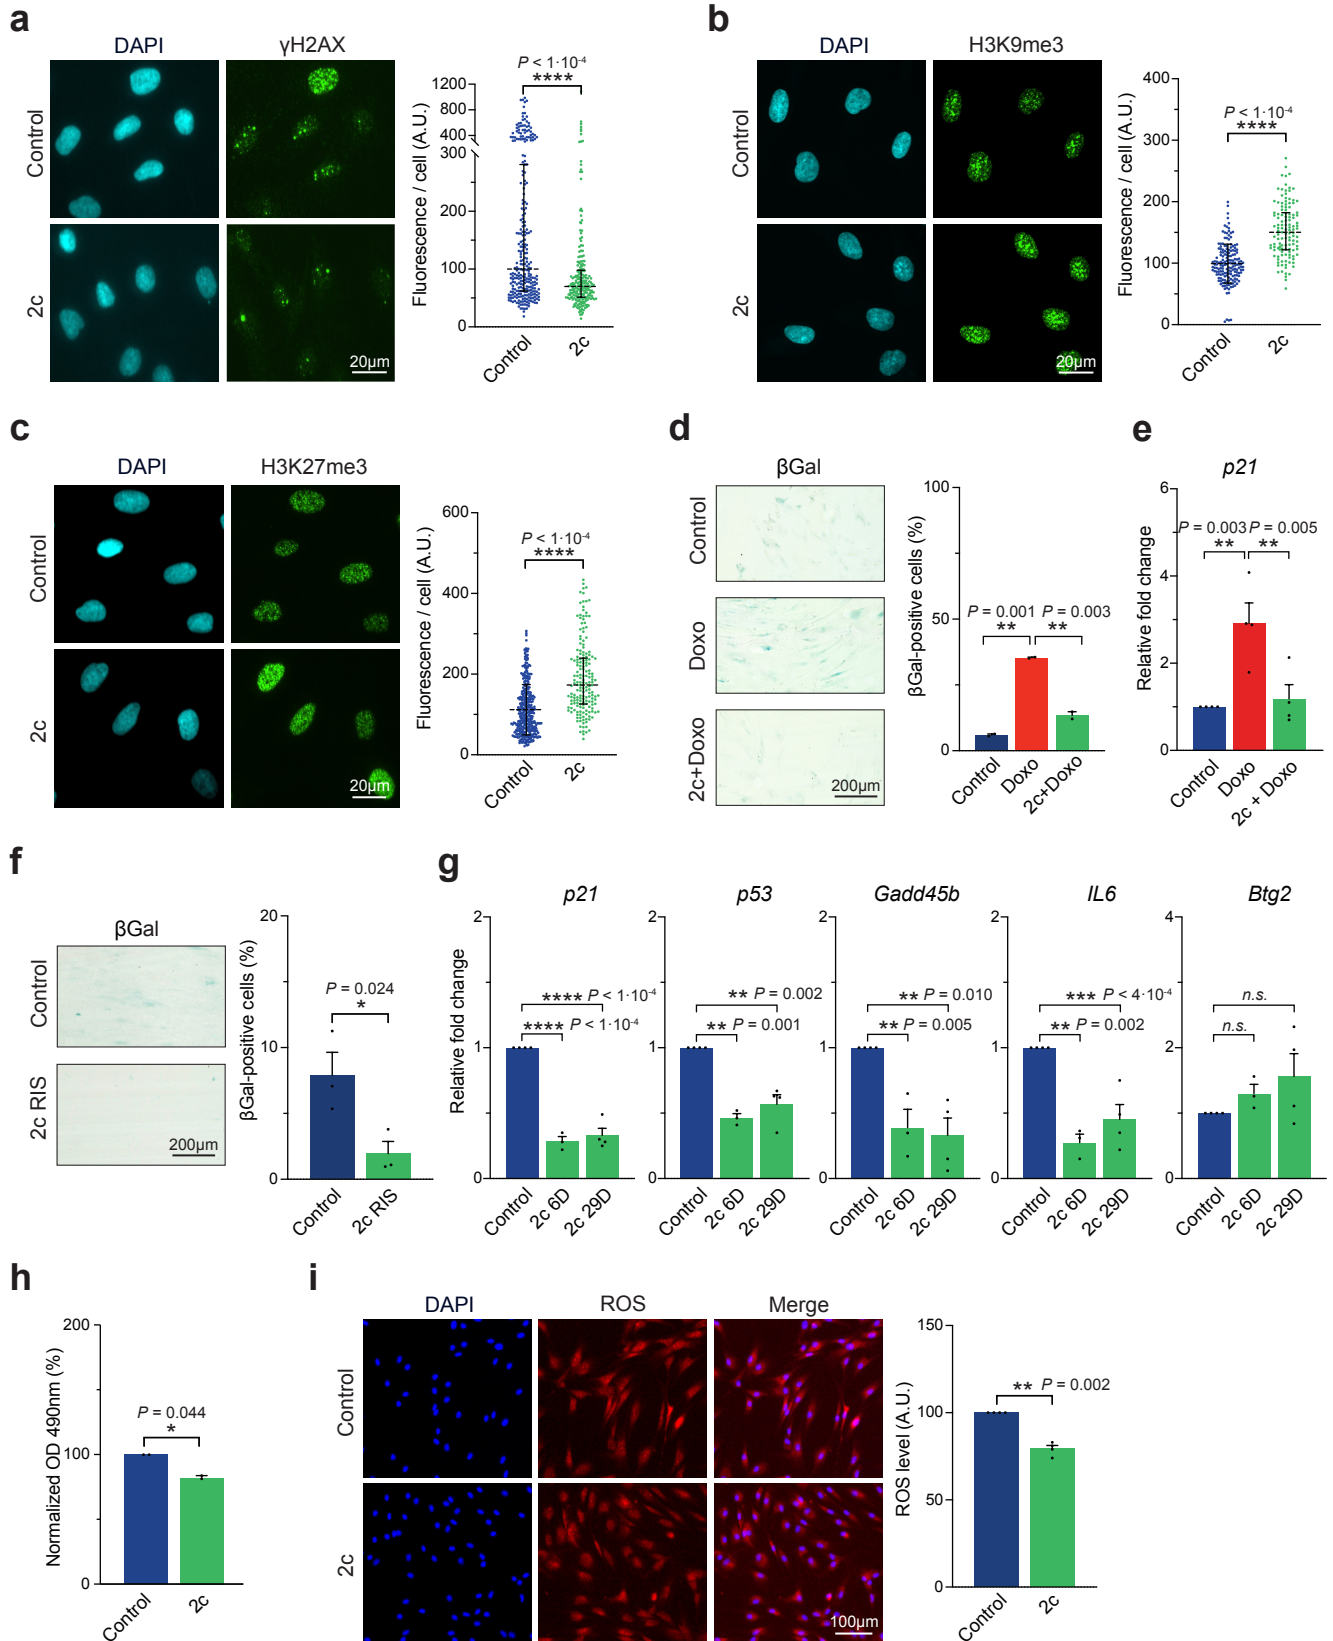 a
DAPI
γH2AX
Control
2c
20µm
P < 1·10-4
****
Fluorescence / cell (A.U.)
1200
800
400
300
200
100
0
Control
2c
b
DAPI
H3K9me3
Control
2c
20µm
P < 1·10-4
****
Fluorescence / cell (A.U.)
400
300
200
100
0
Control
2c
c
DAPI
H3K27me3
Control
2c
20µm
P < 1·10-4
****
Fluorescence / cell (A.U.)
600
400
200
0
Control
2c
d
βGal
Control
Doxo
2c+Doxo
200µm
βGal-positive cells (%)
100
50
0
P = 0.001
**
P = 0.003
**
Control
Doxo
2c+Doxo
e
p21
Relative fold change
6
4
2
0
P = 0.003
**
P = 0.005
**
Control
Doxo
2c + Doxo
f
βGal
Control
2c RIS
200µm
βGal-positive cells (%)
20
10
0
P = 0.024
*
Control
2c RIS
g
p21
Relative fold change
2
1
0
**** P < 1·10-4
**** P < 1·10-4
Control
2c 6D
2c 29D
p53
2
1
0
** P = 0.002
** P = 0.001
Control
2c 6D
2c 29D
Gadd45b
2
1
0
** P = 0.010
** P = 0.005
Control
2c 6D
2c 29D
IL6
2
1
0
*** P < 4·10-4
** P = 0.002
Control
2c 6D
2c 29D
Btg2
4
2
0
n.s.
n.s.
Control
2c 6D
2c 29D
h
Normalized OD 490nm (%)
200
100
0
P = 0.044
*
Control
2c
i
DAPI
ROS
Merge
Control
2c
100µm
ROS level (A.U.)
150
100
50
0
** P = 0.002
Control
2c